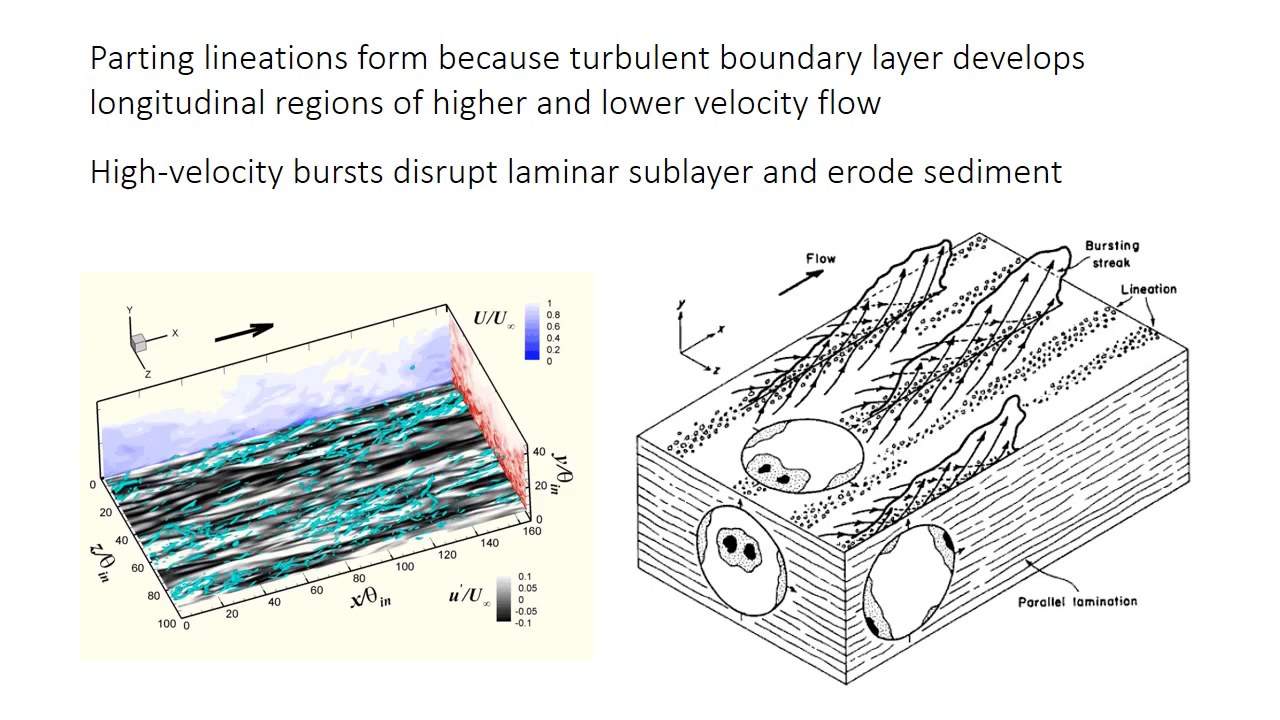 Parting lineations form because turbulent boundary layer develops
longitudinal regions of higher and lower velocity flow
High-velocity bursts disrupt laminar sublayer and erode sediment
Y
X
Z
U/U∞
1
0.8
0.6
0.4
0.2
0
0
20
40
60
80
100
z/θin
0
20
40
60
80
100
120
140
160
x/θin
0
20
40
y/θin
u'/U∞
0.1
0.05
0
-0.05
-0.1
Flow
y
x
z
Bursting
streak
Lineation
Parallel lamination